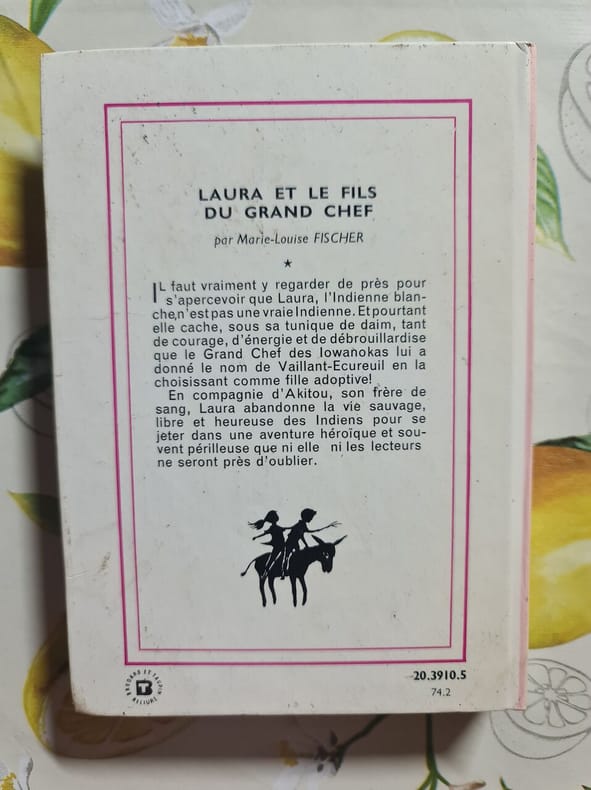 LAURA ET LE FILS
DU GRAND CHEF
par Marie-Louise FISCHER
★
IL faut vraiment y regarder de près pour
s'apercevoir que Laura, l'Indienne blan-
che, n'est pas une vraie Indienne. Et pourtant
elle cache, sous sa tunique de daim, tant
de courage, d'énergie et de débrouillardise
que le Grand Chef des Iowanokas lui a
donné le nom de Vaillant-Ecureuil en la
choisissant comme fille adoptive!
En compagnie d'Akitou, son frère de
sang, Laura abandonne la vie sauvage,
libre et heureuse des Indiens pour se
jeter dans une aventure héroïque et sou-
vent périlleuse que ni elle ni les lecteurs
ne seront près d'oublier.
BRODARD ET TAUPIN
RELIURE
20.3910.5
74.2